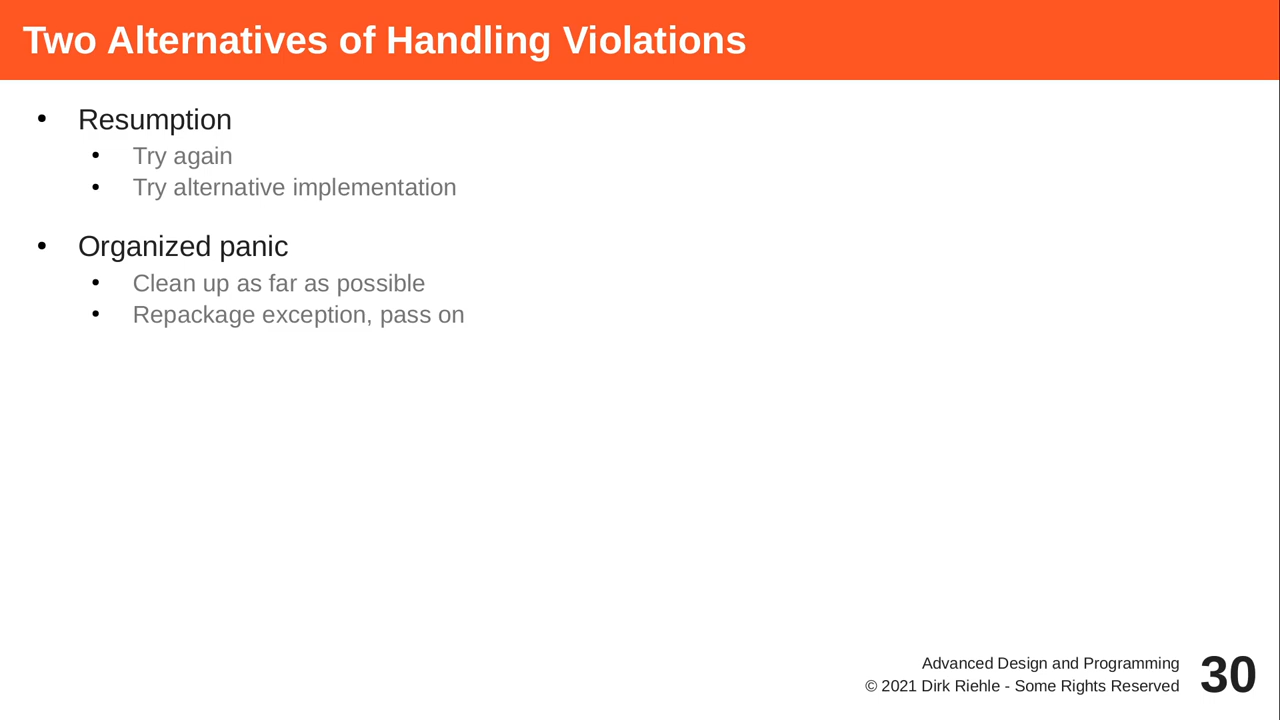 Two Alternatives of Handling Violations
• Resumption
• Try again
• Try alternative implementation
• Organized panic
• Clean up as far as possible
• Repackage exception, pass on
Advanced Design and Programming
© 2021 Dirk Riehle - Some Rights Reserved
30